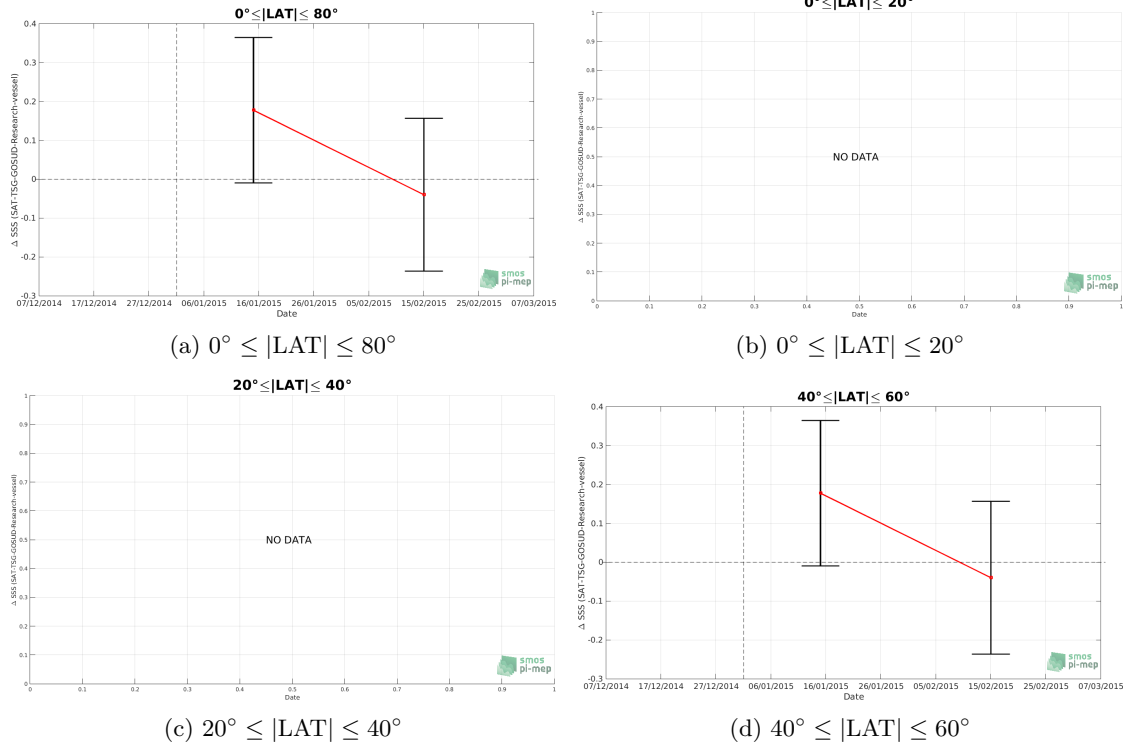 0°≤|LAT|≤ 80°
0.4
0.3
0.2
0.1
0
-0.1
-0.2
-0.3
Δ SSS (SAT-TSG-GOSUD-Research-vessel)
07/12/2014 17/12/2014 27/12/2014 06/01/2015 16/01/2015 26/01/2015 05/02/2015 15/02/2015 25/02/2015 07/03/2015
Date
smos
pi-mep
(a) 0° ≤ |LAT| ≤ 80°
0°≤|LAT|≤ 20°
1
0.9
0.8
0.7
0.6
0.5
0.4
0.3
0.2
0.1
0
Δ SSS (SAT-TSG-GOSUD-Research-vessel)
NO DATA
0 0.1 0.2 0.3 0.4 0.5 0.6 0.7 0.8 0.9 1
Date
smos
pi-mep
(b) 0° ≤ |LAT| ≤ 20°
20°≤|LAT|≤ 40°
1
0.9
0.8
0.7
0.6
0.5
0.4
0.3
0.2
0.1
0
Δ SSS (SAT-TSG-GOSUD-Research-vessel)
NO DATA
0 0.1 0.2 0.3 0.4 0.5 0.6 0.7 0.8 0.9 1
Date
smos
pi-mep
(c) 20° ≤ |LAT| ≤ 40°
40°≤|LAT|≤ 60°
0.4
0.3
0.2
0.1
0
-0.1
-0.2
-0.3
Δ SSS (SAT-TSG-GOSUD-Research-vessel)
07/12/2014 17/12/2014 27/12/2014 06/01/2015 16/01/2015 26/01/2015 05/02/2015 15/02/2015 25/02/2015 07/03/2015
Date
smos
pi-mep
(d) 40° ≤ |LAT| ≤ 60°